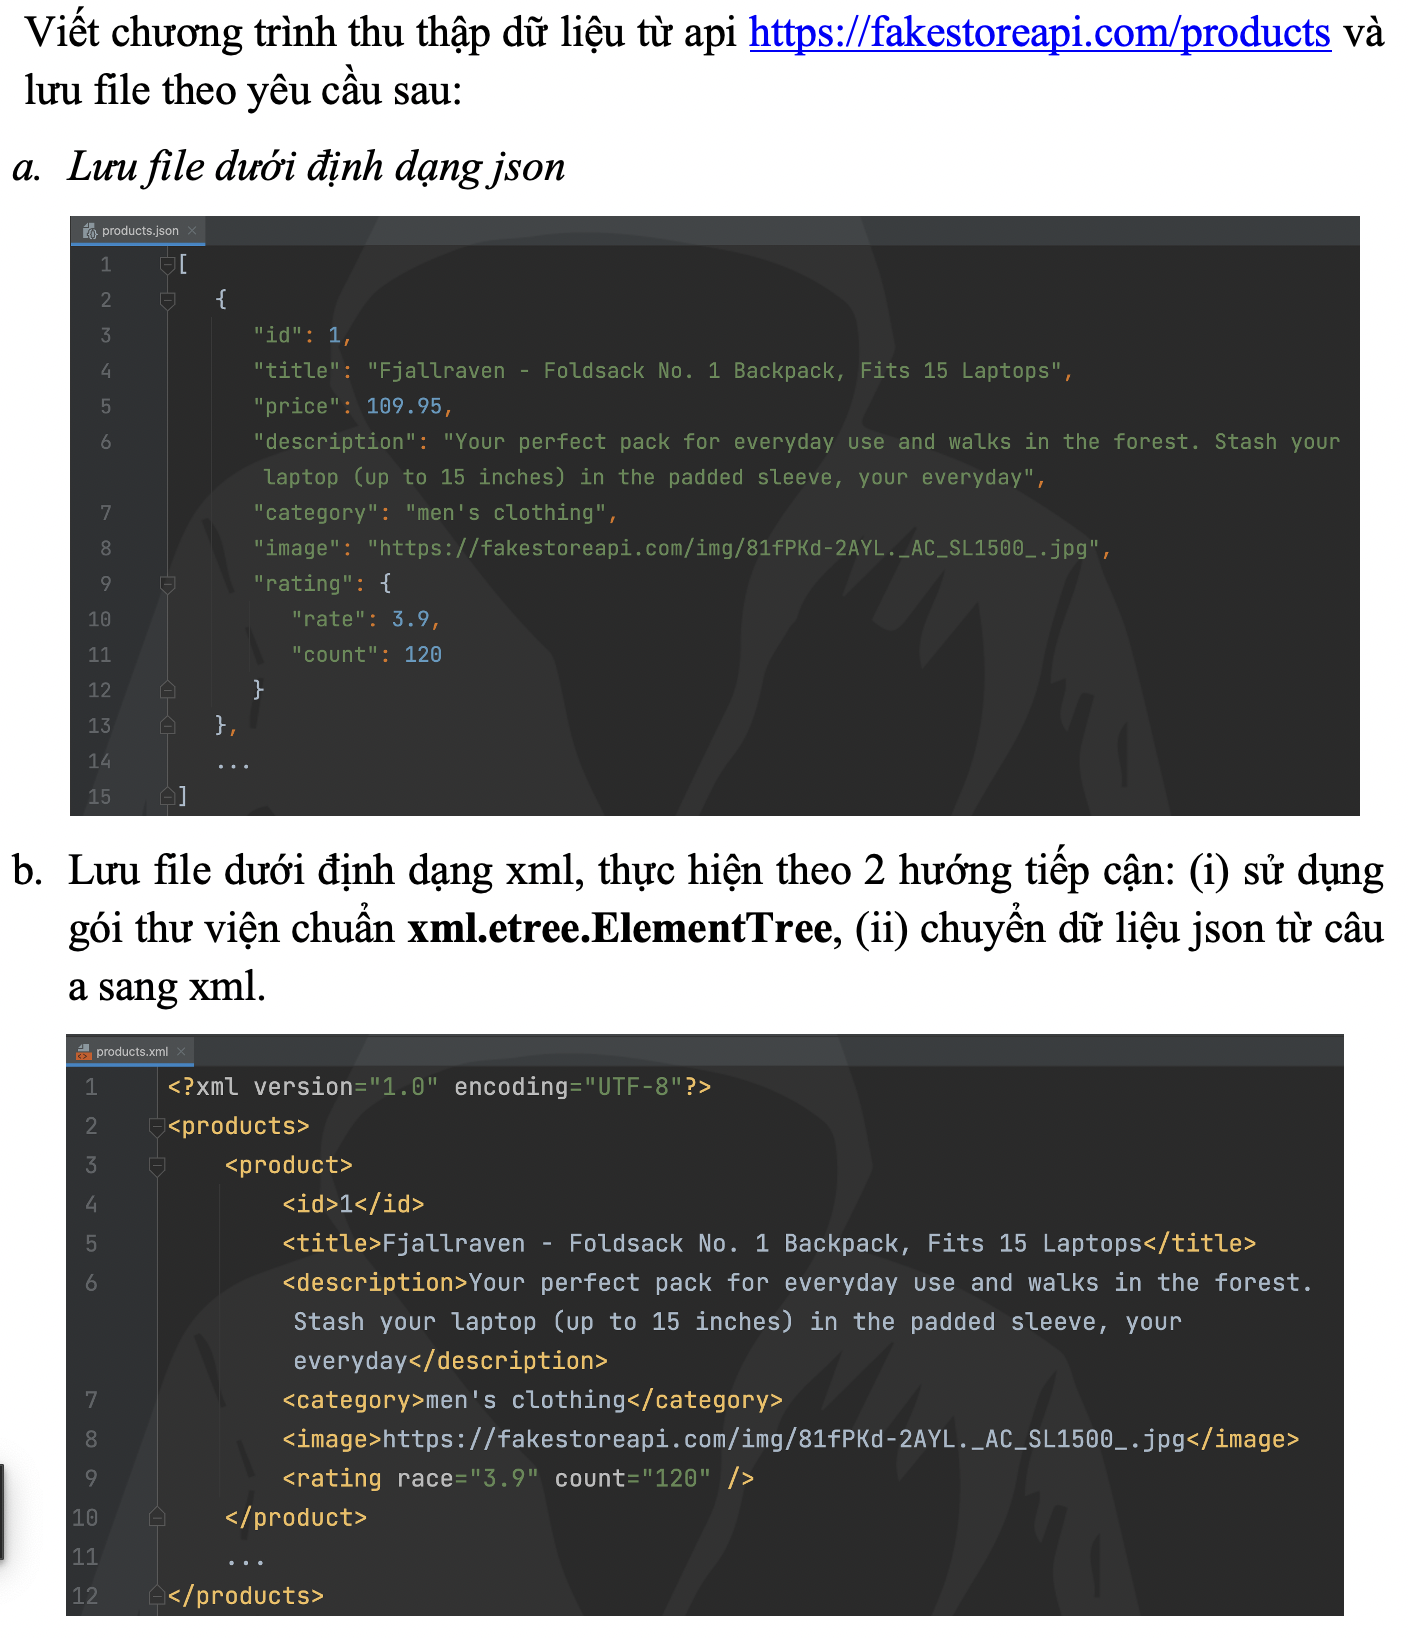 Viết chương trình thu thập dữ liệu từ api https://fakestoreapi.com/products và
lưu file theo yêu cầu sau:
a. Lưu file dưới định dạng json
products.json
1 [
2 {
3 "id": 1,
4 "title": "Fjallraven - Foldsack No. 1 Backpack, Fits 15 Laptops",
5 "price": 109.95,
6 "description": "Your perfect pack for everyday use and walks in the forest. Stash your
laptop (up to 15 inches) in the padded sleeve, your everyday",
7 "category": "men's clothing",
8 "image": "https://fakestoreapi.com/img/81fPKd-2AYL._AC_SL1500_.jpg",
9 "rating": {
10 "rate": 3.9,
11 "count": 120
12 }
13 },
14 ...
15 ]
b. Lưu file dưới định dạng xml, thực hiện theo 2 hướng tiếp cận: (i) sử dụng
gói thư viện chuẩn xml.etree.ElementTree, (ii) chuyển dữ liệu json từ câu
a sang xml.
products.xml
1 <?xml version="1.0" encoding="UTF-8"?>
2 <products>
3 <product>
4 <id>1</id>
5 <title>Fjallraven - Foldsack No. 1 Backpack, Fits 15 Laptops</title>
6 <description>Your perfect pack for everyday use and walks in the forest.
Stash your laptop (up to 15 inches) in the padded sleeve, your
everyday</description>
7 <category>men's clothing</category>
8 <image>https://fakestoreapi.com/img/81fPKd-2AYL._AC_SL1500_.jpg</image>
9 <rating race="3.9" count="120" />
10 </product>
11 ...
12 </products>